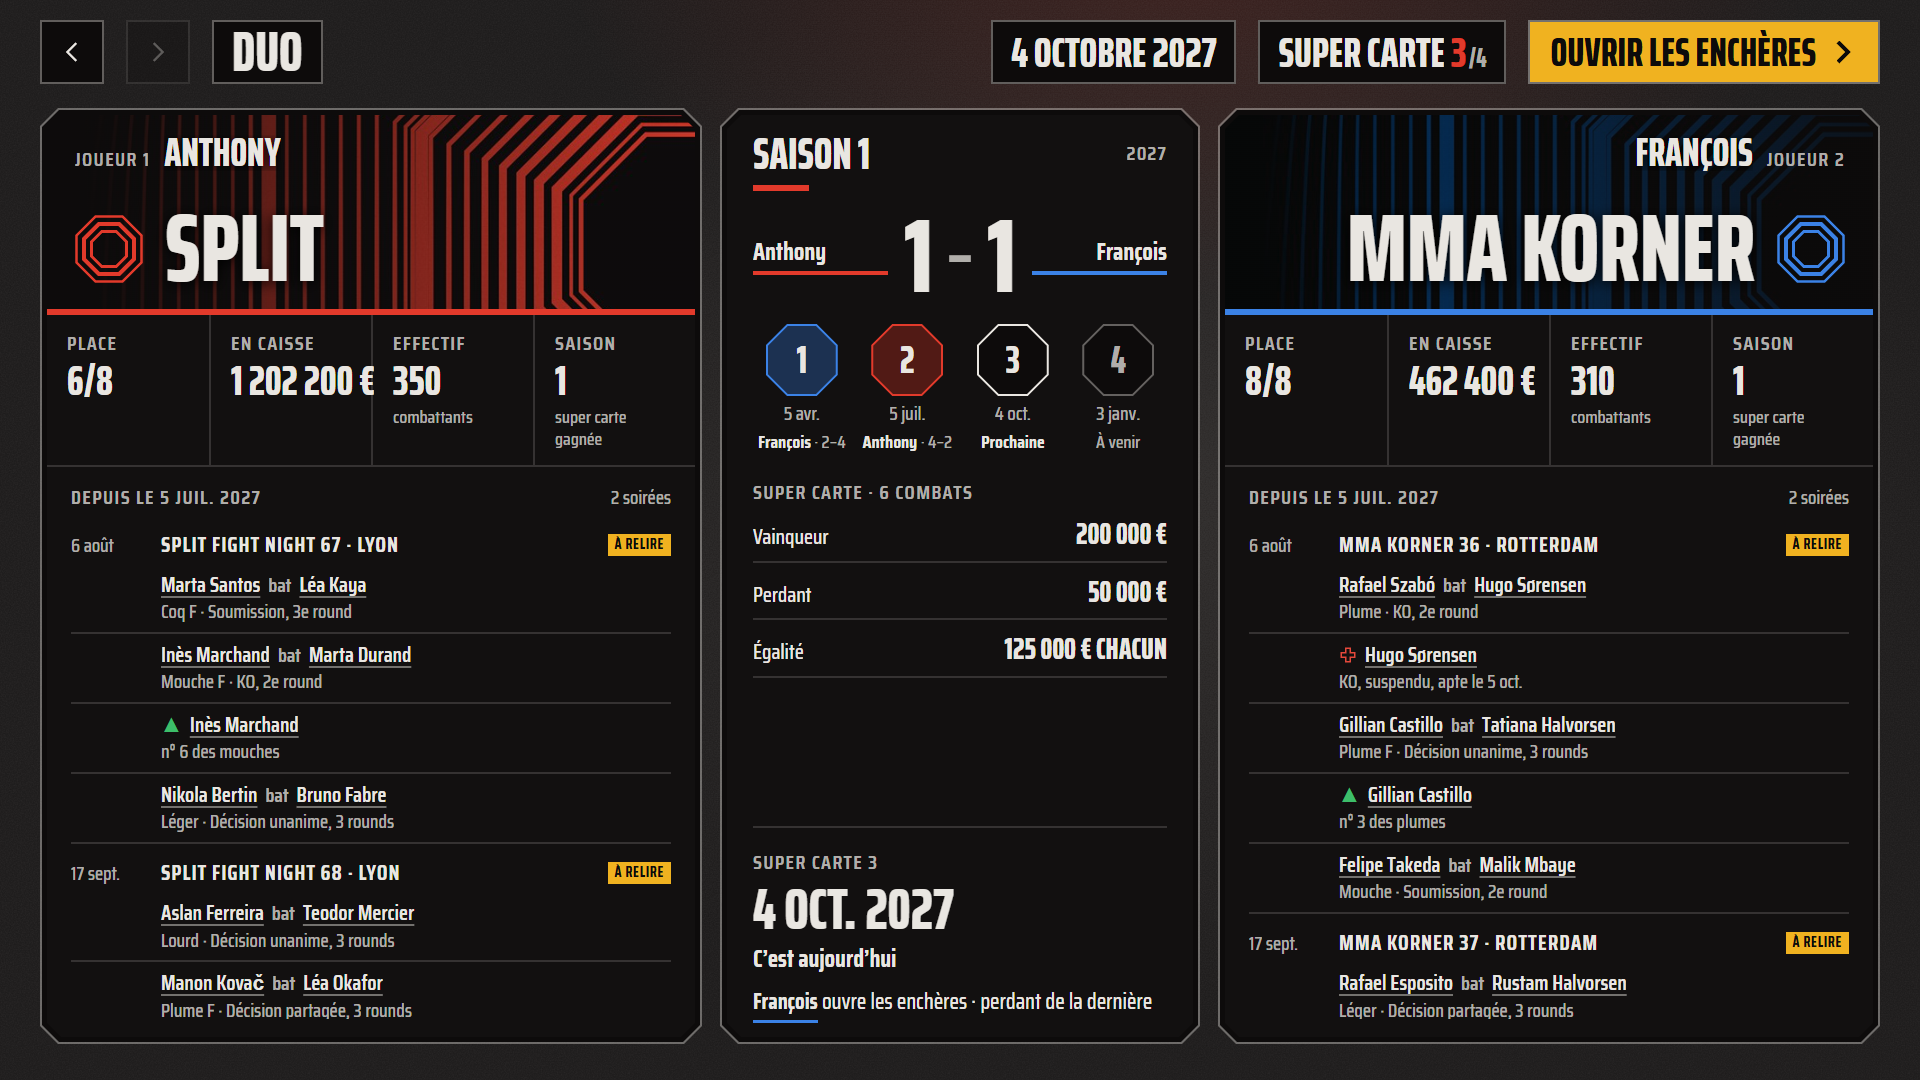 DUO
4 OCTOBRE 2027
SUPER CARTE 3/4
OUVRIR LES ENCHÈRES
JOUEUR 1 ANTHONY
SPLIT
PLACE
6/8
EN CAISSE
1 202 200 €
EFFECTIF
350
combattants
SAISON
1
super carte
gagnée
DEPUIS LE 5 JUIL. 2027
2 soirées
6 août
SPLIT FIGHT NIGHT 67 · LYON
À RELIRE
Marta Santos bat Léa Kaya
Coq F · Soumission, 3e round
Inès Marchand bat Marta Durand
Mouche F · KO, 2e round
Inès Marchand
n° 6 des mouches
Nikola Bertin bat Bruno Fabre
Léger · Décision unanime, 3 rounds
17 sept.
SPLIT FIGHT NIGHT 68 · LYON
À RELIRE
Aslan Ferreira bat Teodor Mercier
Lourd · Décision unanime, 3 rounds
Manon Kovač bat Léa Okafor
Plume F · Décision partagée, 3 rounds
SAISON 1
2027
Anthony
1 – 1
François
1
2
3
4
5 avr.
5 juil.
4 oct.
3 janv.
François · 2–4
Anthony · 4–2
Prochaine
À venir
SUPER CARTE · 6 COMBATS
Vainqueur
200 000 €
Perdant
50 000 €
Égalité
125 000 € CHACUN
SUPER CARTE 3
4 OCT. 2027
C'est aujourd'hui
François ouvre les enchères · perdant de la dernière
FRANÇOIS JOUEUR 2
MMA KORNER
PLACE
8/8
EN CAISSE
462 400 €
EFFECTIF
310
combattants
SAISON
1
super carte
gagnée
DEPUIS LE 5 JUIL. 2027
2 soirées
6 août
MMA KORNER 36 · ROTTERDAM
À RELIRE
Rafael Szabó bat Hugo Sørensen
Plume · KO, 2e round
Hugo Sørensen
KO, suspendu, apte le 5 oct.
Gillian Castillo bat Tatiana Halvorsen
Plume F · Décision unanime, 3 rounds
Gillian Castillo
n° 3 des plumes
Felipe Takeda bat Malik Mbaye
Mouche · Soumission, 2e round
17 sept.
MMA KORNER 37 · ROTTERDAM
À RELIRE
Rafael Esposito bat Rustam Halvorsen
Léger · Décision partagée, 3 rounds